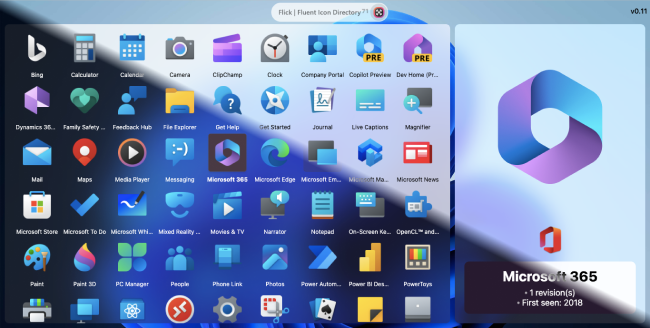 Flick | Fluent Icon Directory
v0.11
Bing Calculator Calendar Camera ClipChamp Clock Company Portal Copilot Preview Dev Home (Pr...
PRE PRE
Dynamics 36... Family Safety ... Feedback Hub File Explorer Get Help Get Started Journal Live Captions Magnifier
Mail Maps Media Player Messaging Microsoft 365 Microsoft Edge Microsoft Em... Microsoft Ma... Microsoft News
Microsoft Store Microsoft To Do Microsoft Whi... Mixed Reality ... Movies & TV Narrator Notepad On-Screen Ke... OpenCL™ and...
Paint Paint 3D PC Manager People Phone Link Photos Power Autom... Power BI Des... PowerToys
Microsoft 365
• 1 revision(s)
• First seen: 2018